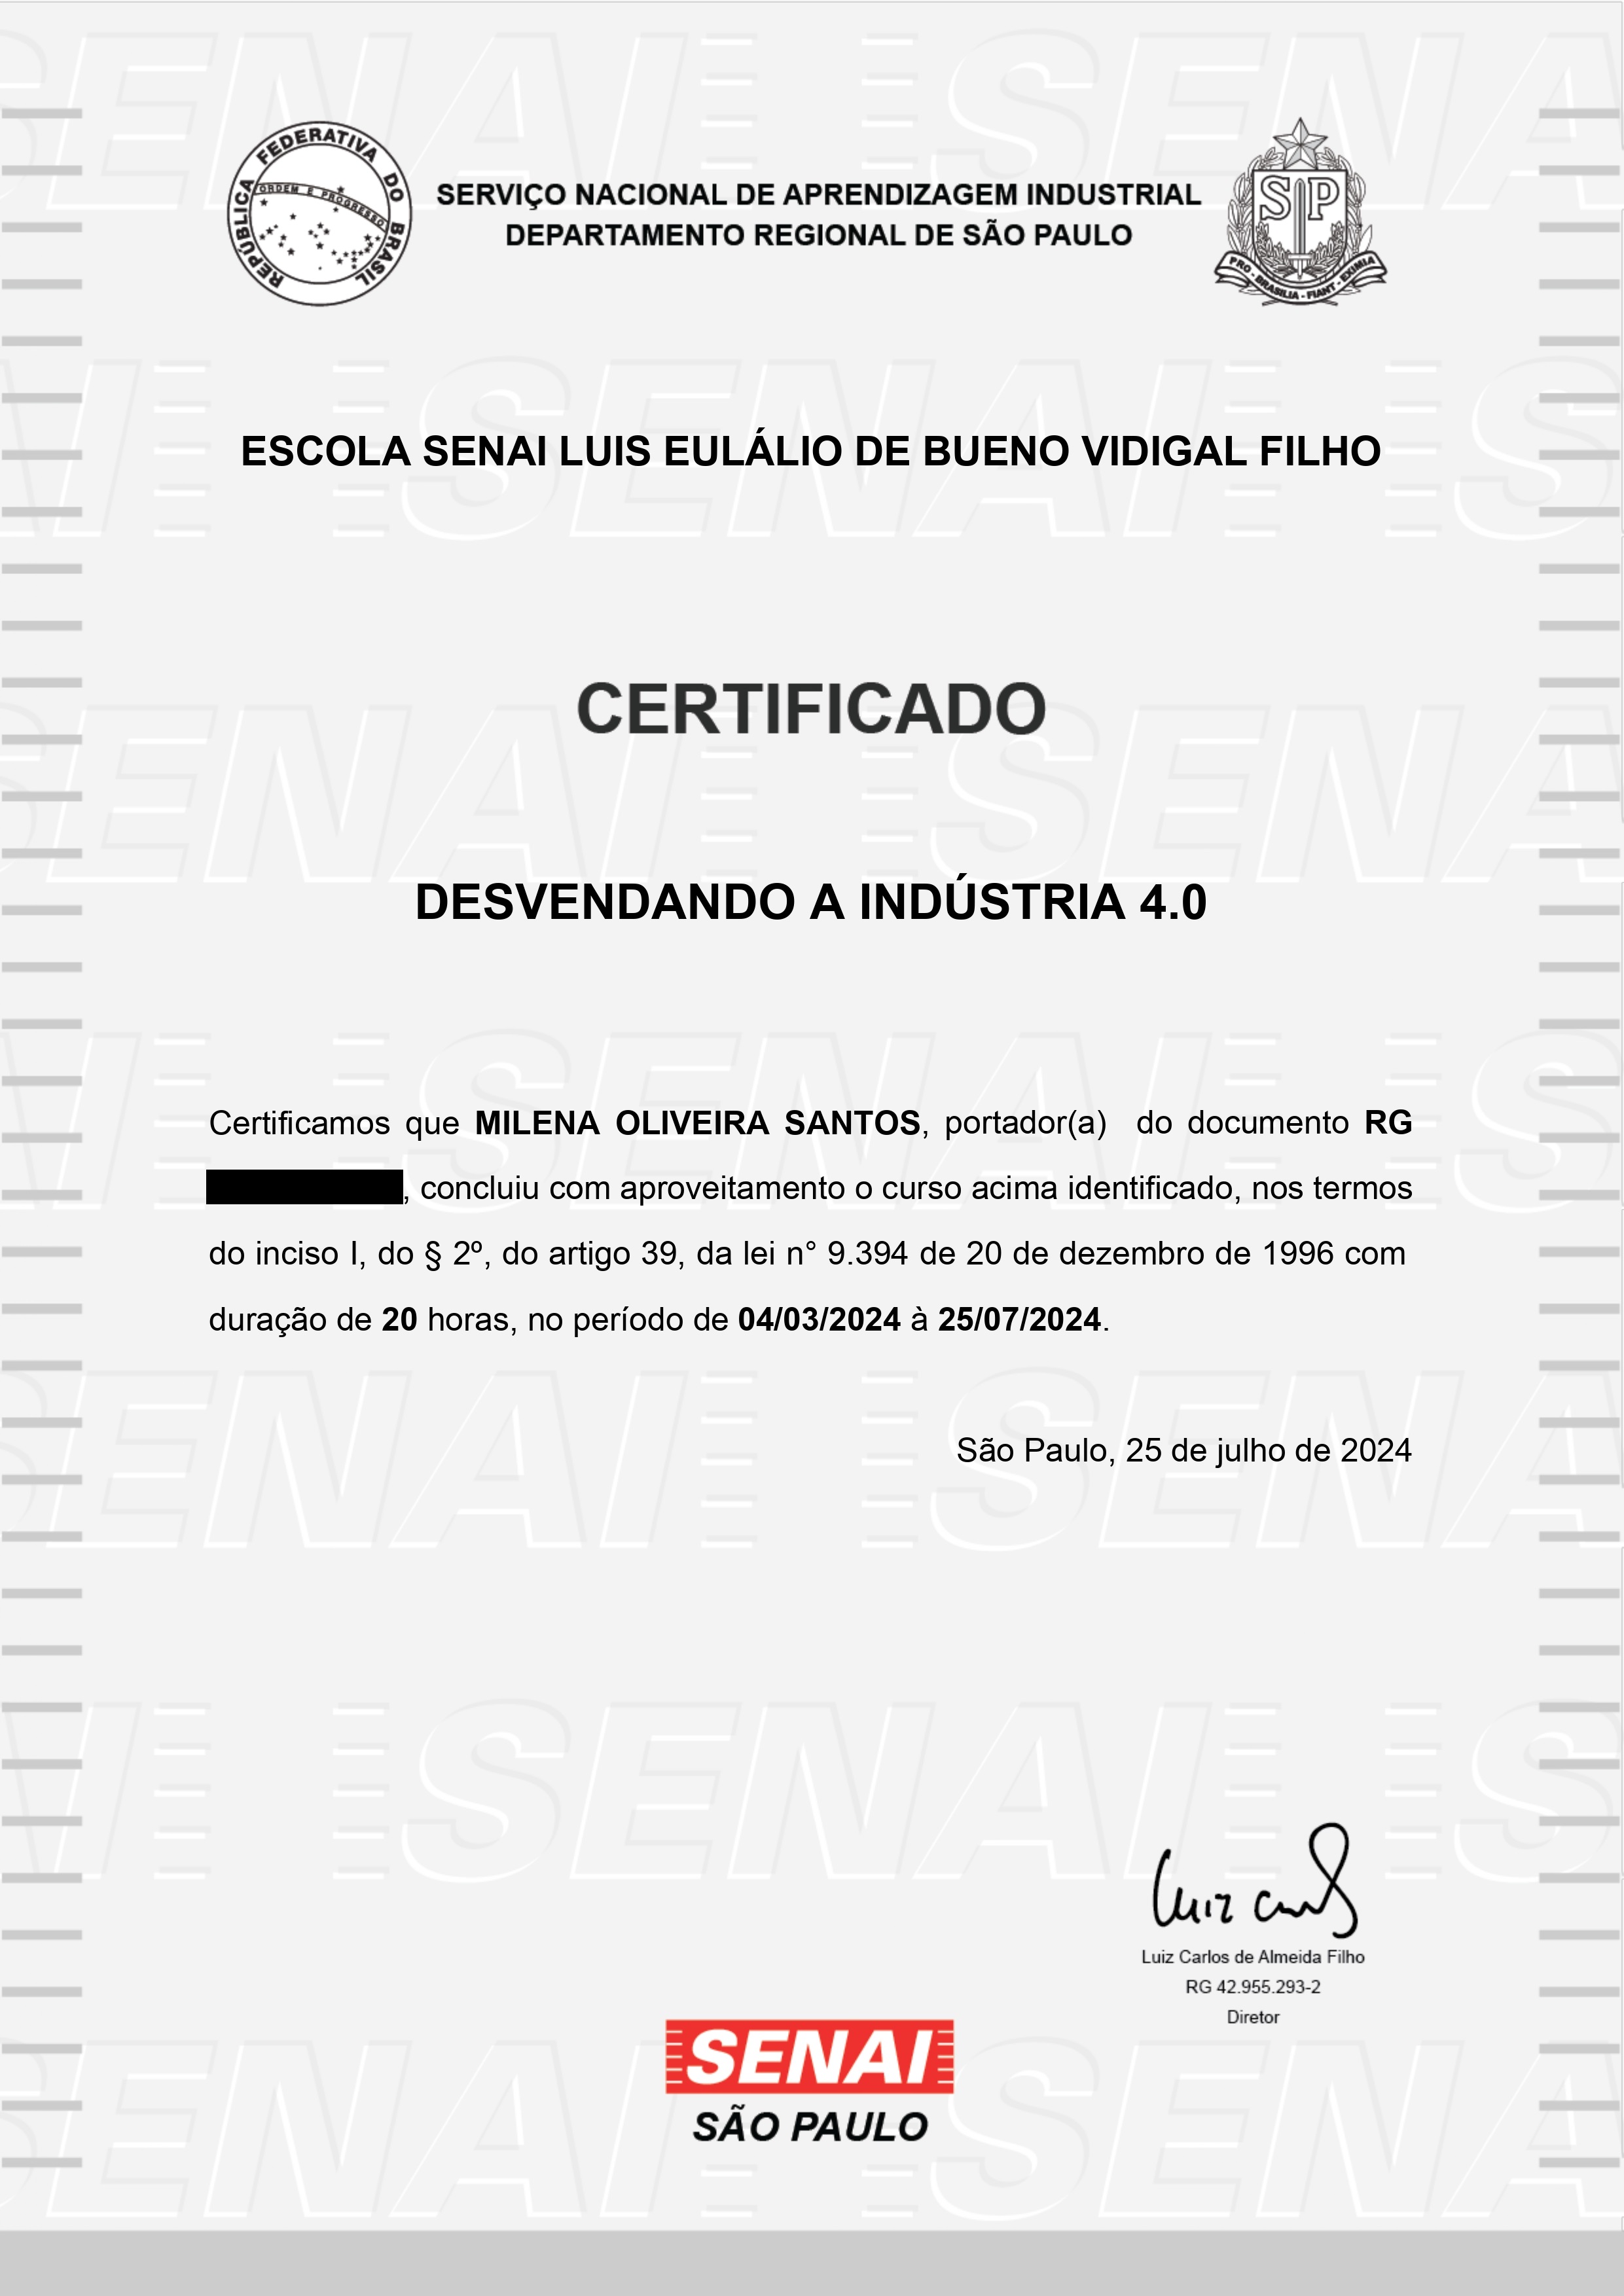 REPÚBLICA FEDERATIVA DO BRASIL
ORDEM E PROGRESSO
SERVIÇO NACIONAL DE APRENDIZAGEM INDUSTRIAL
DEPARTAMENTO REGIONAL DE SÃO PAULO
SP
PRO - BRASILIA - FIANT - EXIMIA
ESCOLA SENAI LUIS EULÁLIO DE BUENO VIDIGAL FILHO
CERTIFICADO
DESVENDANDO A INDÚSTRIA 4.0
Certificamos que MILENA OLIVEIRA SANTOS, portador(a) do documento RG
, concluiu com aproveitamento o curso acima identificado, nos termos
do inciso I, do § 2º, do artigo 39, da lei n° 9.394 de 20 de dezembro de 1996 com
duração de 20 horas, no período de 04/03/2024 à 25/07/2024.
São Paulo, 25 de julho de 2024
Luiz Carlos de Almeida Filho
RG 42.955.293-2
Diretor
SENAI
SÃO PAULO